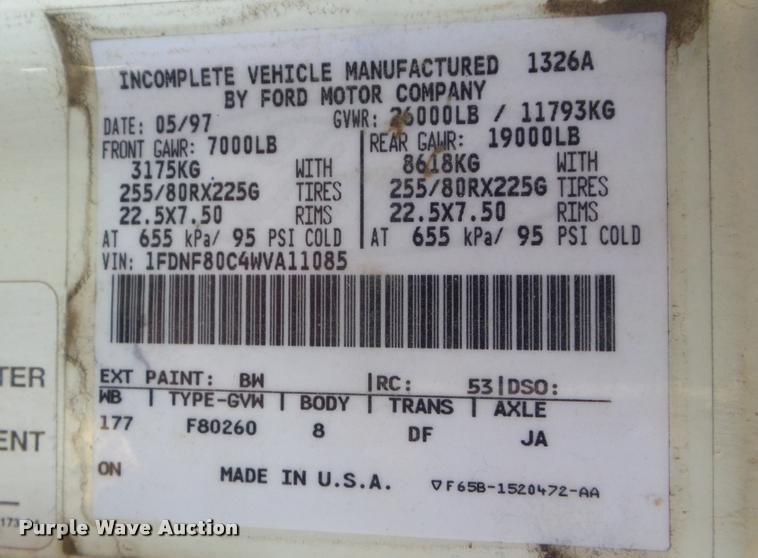 INCOMPLETE VEHICLE MANUFACTURED 1326A
BY FORD MOTOR COMPANY
DATE: 05/97 GVWR: 26000LB / 11793KG
FRONT GAWR: 7000LB REAR GAWR: 19000LB
3175KG WITH 8618KG WITH
255/80RX225G TIRES 255/80RX225G TIRES
22.5X7.50 RIMS 22.5X7.50 RIMS
AT 655 kPa/ 95 PSI COLD AT 655 kPa/ 95 PSI COLD
VIN: 1FDNF80C4WVA11085
EXT PAINT: BW |RC: 53|DSO:
WB | TYPE-GVW | BODY | TRANS | AXLE
177 F80260 8 DF JA
ON MADE IN U.S.A. ▽F65B-1520472-AA
TER
ENT
Purple Wave Auction